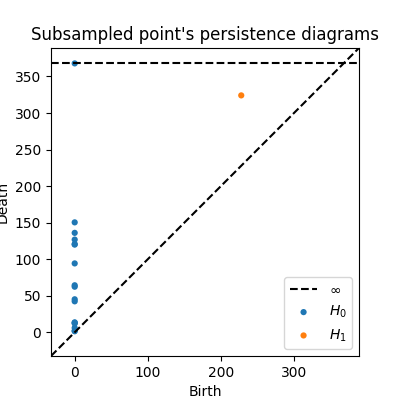 Subsampled point's persistence diagrams
350
300
250
200
150
100
50
0
Death
0 100 200 300
Birth
∞
H₀
H₁